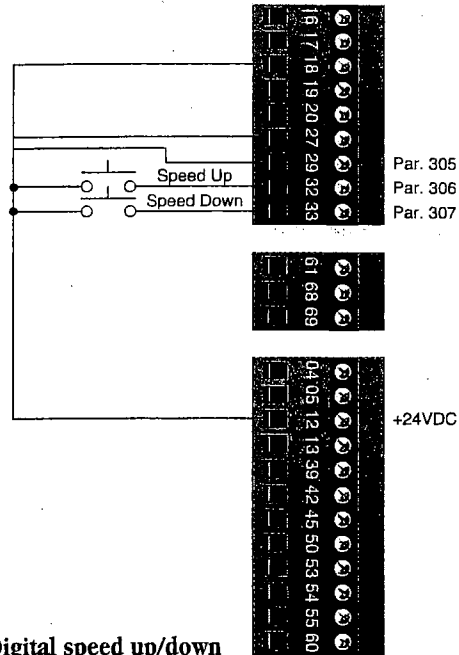 16
17
18
19
20
27
29 Par. 305
Speed Up
32 Par. 306
Speed Down
33 Par. 307
61
68
69
04
05
12 +24VDC
13
39
42
45
50
53
54
55
60
Digital speed up/down